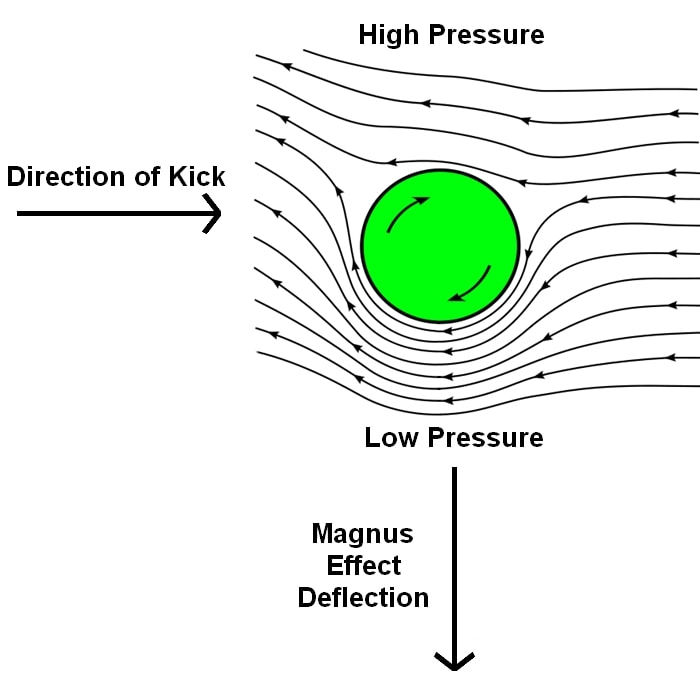 High Pressure
Direction of Kick
Low Pressure
Magnus
Effect
Deflection